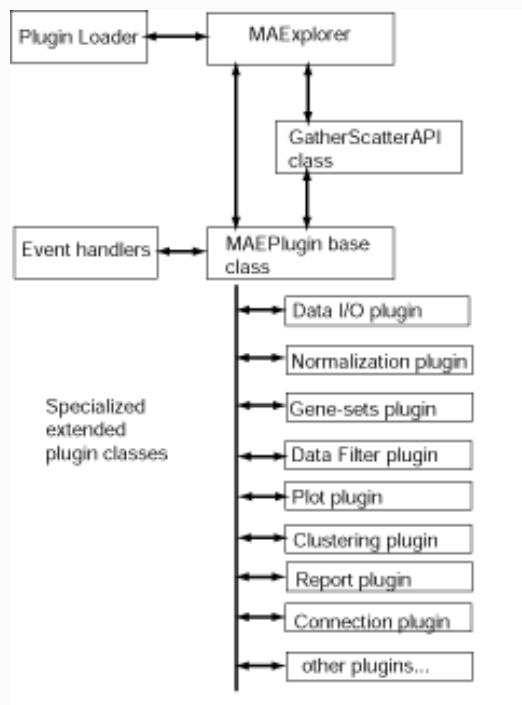 Plugin Loader
MAExplorer
GatherScatterAPI
class
Event handlers
MAEPlugin base
class
Data I/O plugin
Normalization plugin
Specialized
extended
plugin classes
Gene-sets plugin
Data Filter plugin
Plot plugin
Clustering plugin
Report plugin
Connection plugin
other plugins...